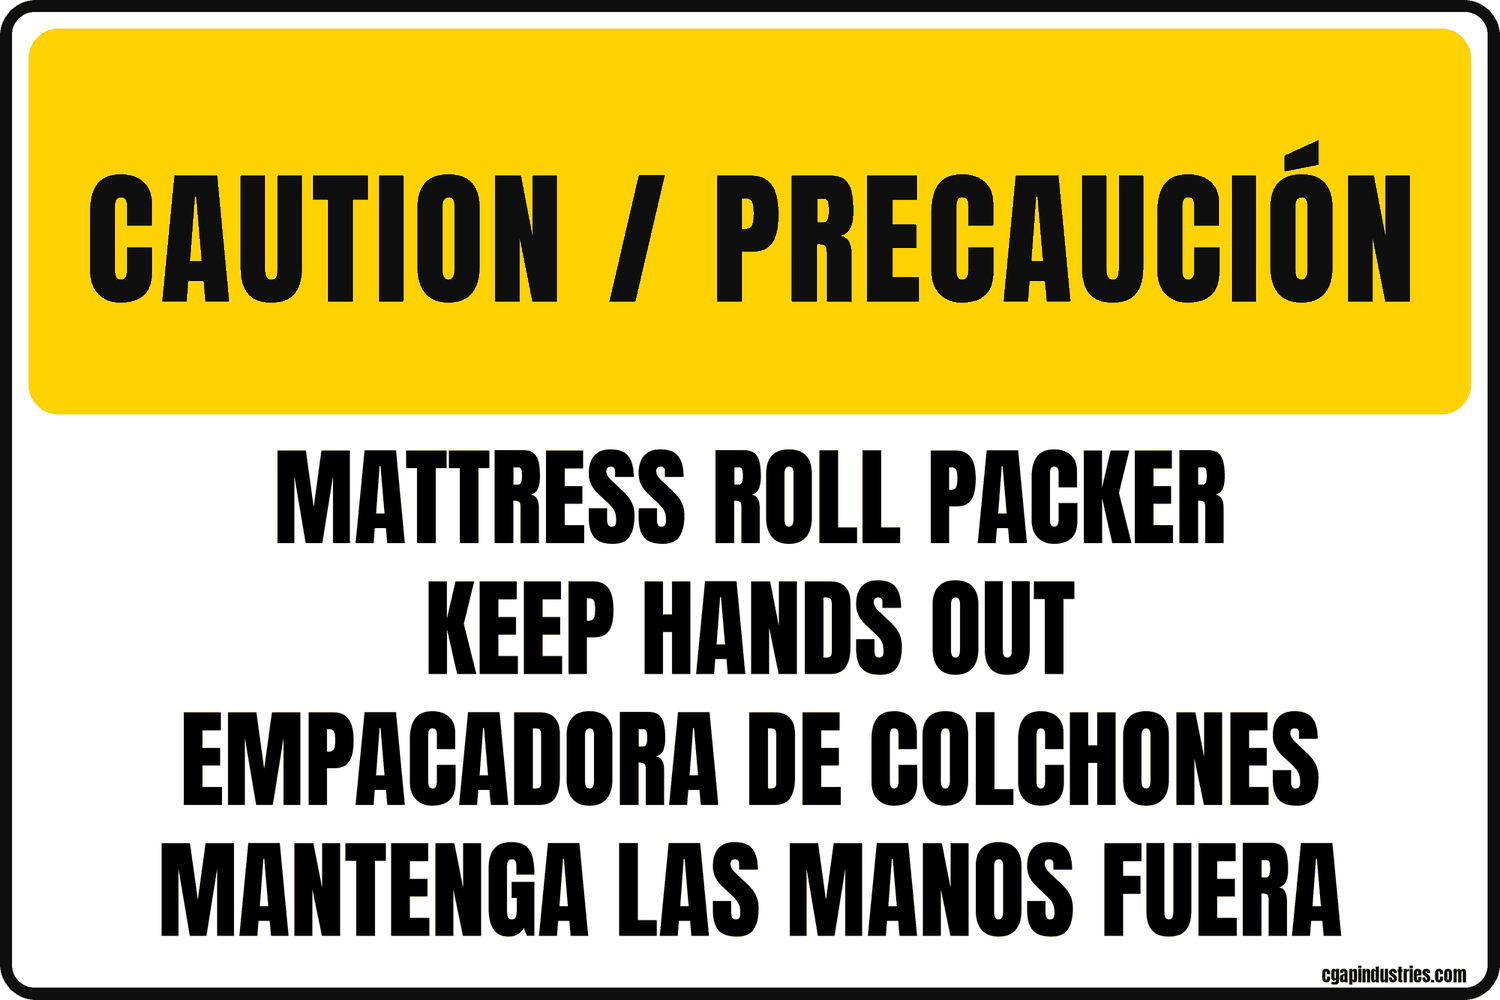 CAUTION / PRECAUCIÓN
MATTRESS ROLL PACKER
KEEP HANDS OUT
EMPACADORA DE COLCHONES
MANTENGA LAS MANOS FUERA
cgapindustries.com